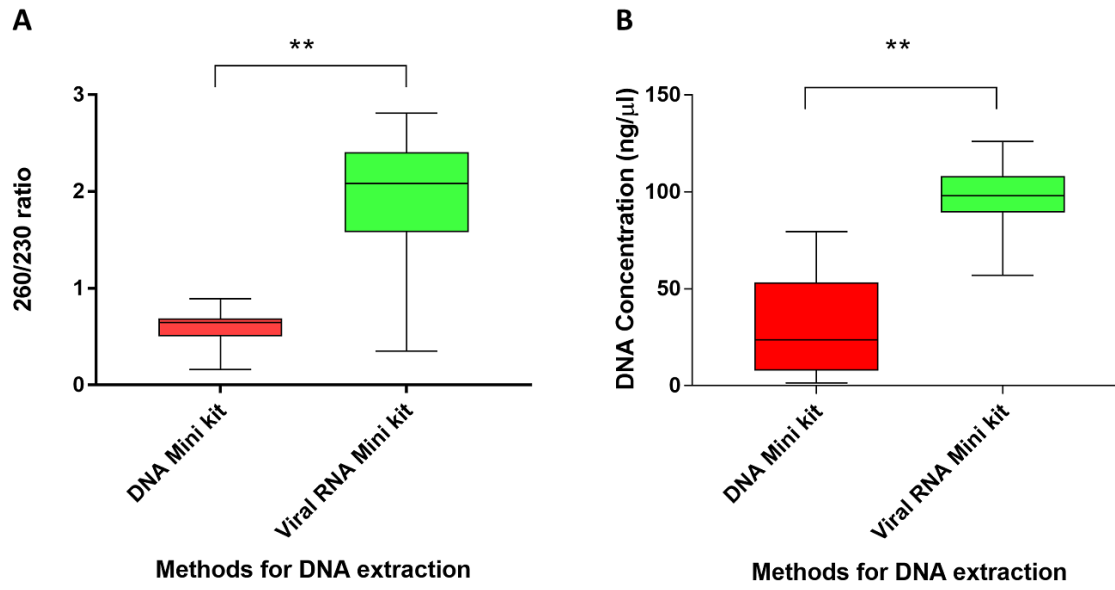 A
**
3
2
1
0
260/230 ratio
DNA Mini kit
Viral RNA Mini kit
Methods for DNA extraction
B
**
150
100
50
0
DNA Concentration (ng/μl)
DNA Mini kit
Viral RNA Mini kit
Methods for DNA extraction